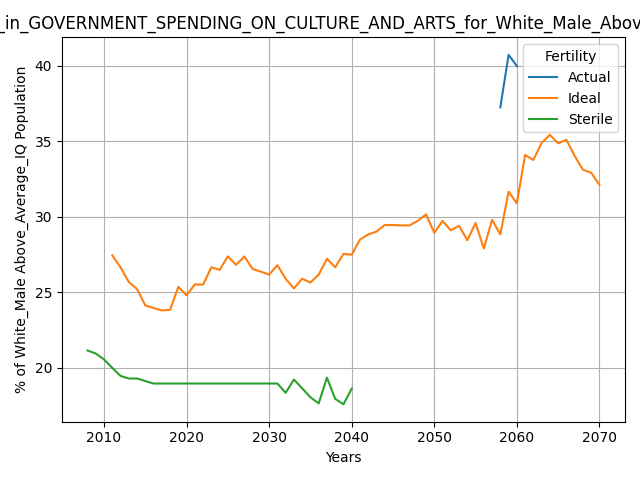 _in_GOVERNMENT_SPENDING_ON_CULTURE_AND_ARTS_for_White_Male_Abov
% of White_Male Above_Average_IQ Population
40
35
30
25
20
Fertility
Actual
Ideal
Sterile
2010 2020 2030 2040 2050 2060 2070
Years